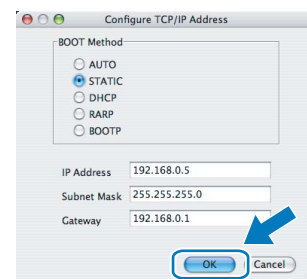 Configure TCP/IP Address
BOOT Method
AUTO
STATIC
DHCP
RARP
BOOTP
IP Address 192.168.0.5
Subnet Mask 255.255.255.0
Gateway 192.168.0.1
OK Cancel